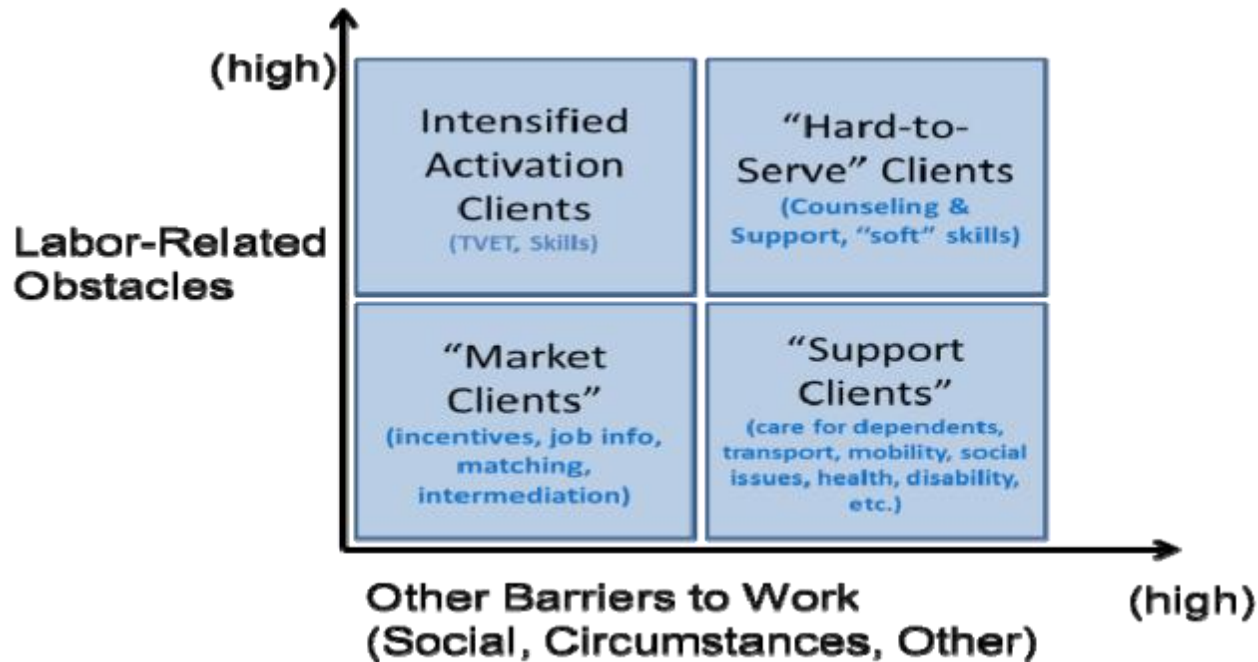 (high)
Labor-Related
Obstacles
Intensified
Activation
Clients
(TVET, Skills)
“Hard-to-
Serve” Clients
(Counseling &
Support, “soft” skills)
“Market
Clients”
(incentives, job info,
matching,
intermediation)
“Support
Clients”
(care for dependents,
transport, mobility, social
issues, health, disability,
etc.)
Other Barriers to Work
(Social, Circumstances, Other)
(high)